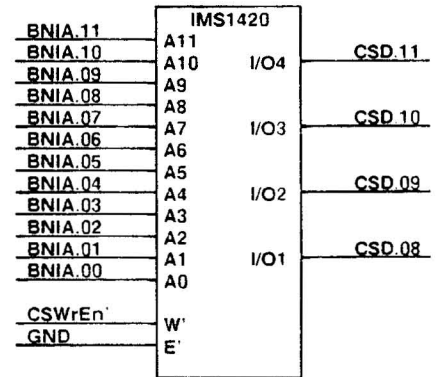 IMS1420
BNIA.11 A11
BNIA.10 A10 I/O4 CSD.11
BNIA.09 A9
BNIA.08 A8
BNIA.07 A7 I/O3 CSD.10
BNIA.06 A6
BNIA.05 A5
BNIA.04 A4 I/O2 CSD.09
BNIA.03 A3
BNIA.02 A2
BNIA.01 A1 I/O1 CSD.08
BNIA.00 A0
CSWrEn' W'
GND E'